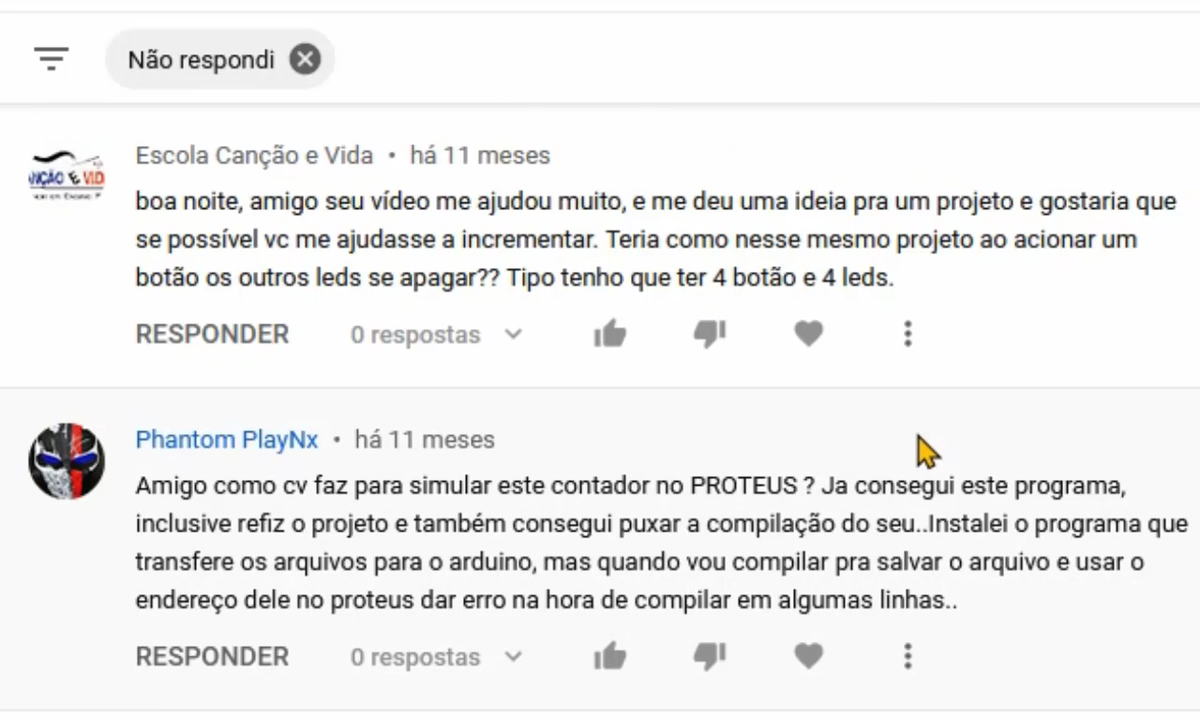 Não respondi
Escola Canção e Vida • há 11 meses
boa noite, amigo seu vídeo me ajudou muito, e me deu uma ideia pra um projeto e gostaria que
se possível vc me ajudasse a incrementar. Teria como nesse mesmo projeto ao acionar um
botão os outros leds se apagar?? Tipo tenho que ter 4 botão e 4 leds.
RESPONDER 0 respostas
Phantom PlayNx • há 11 meses
Amigo como cv faz para simular este contador no PROTEUS ? Ja consegui este programa,
inclusive refiz o projeto e também consegui puxar a compilação do seu..Instalei o programa que
transfere os arquivos para o arduino, mas quando vou compilar pra salvar o arquivo e usar o
endereço dele no proteus dar erro na hora de compilar em algumas linhas..
RESPONDER 0 respostas